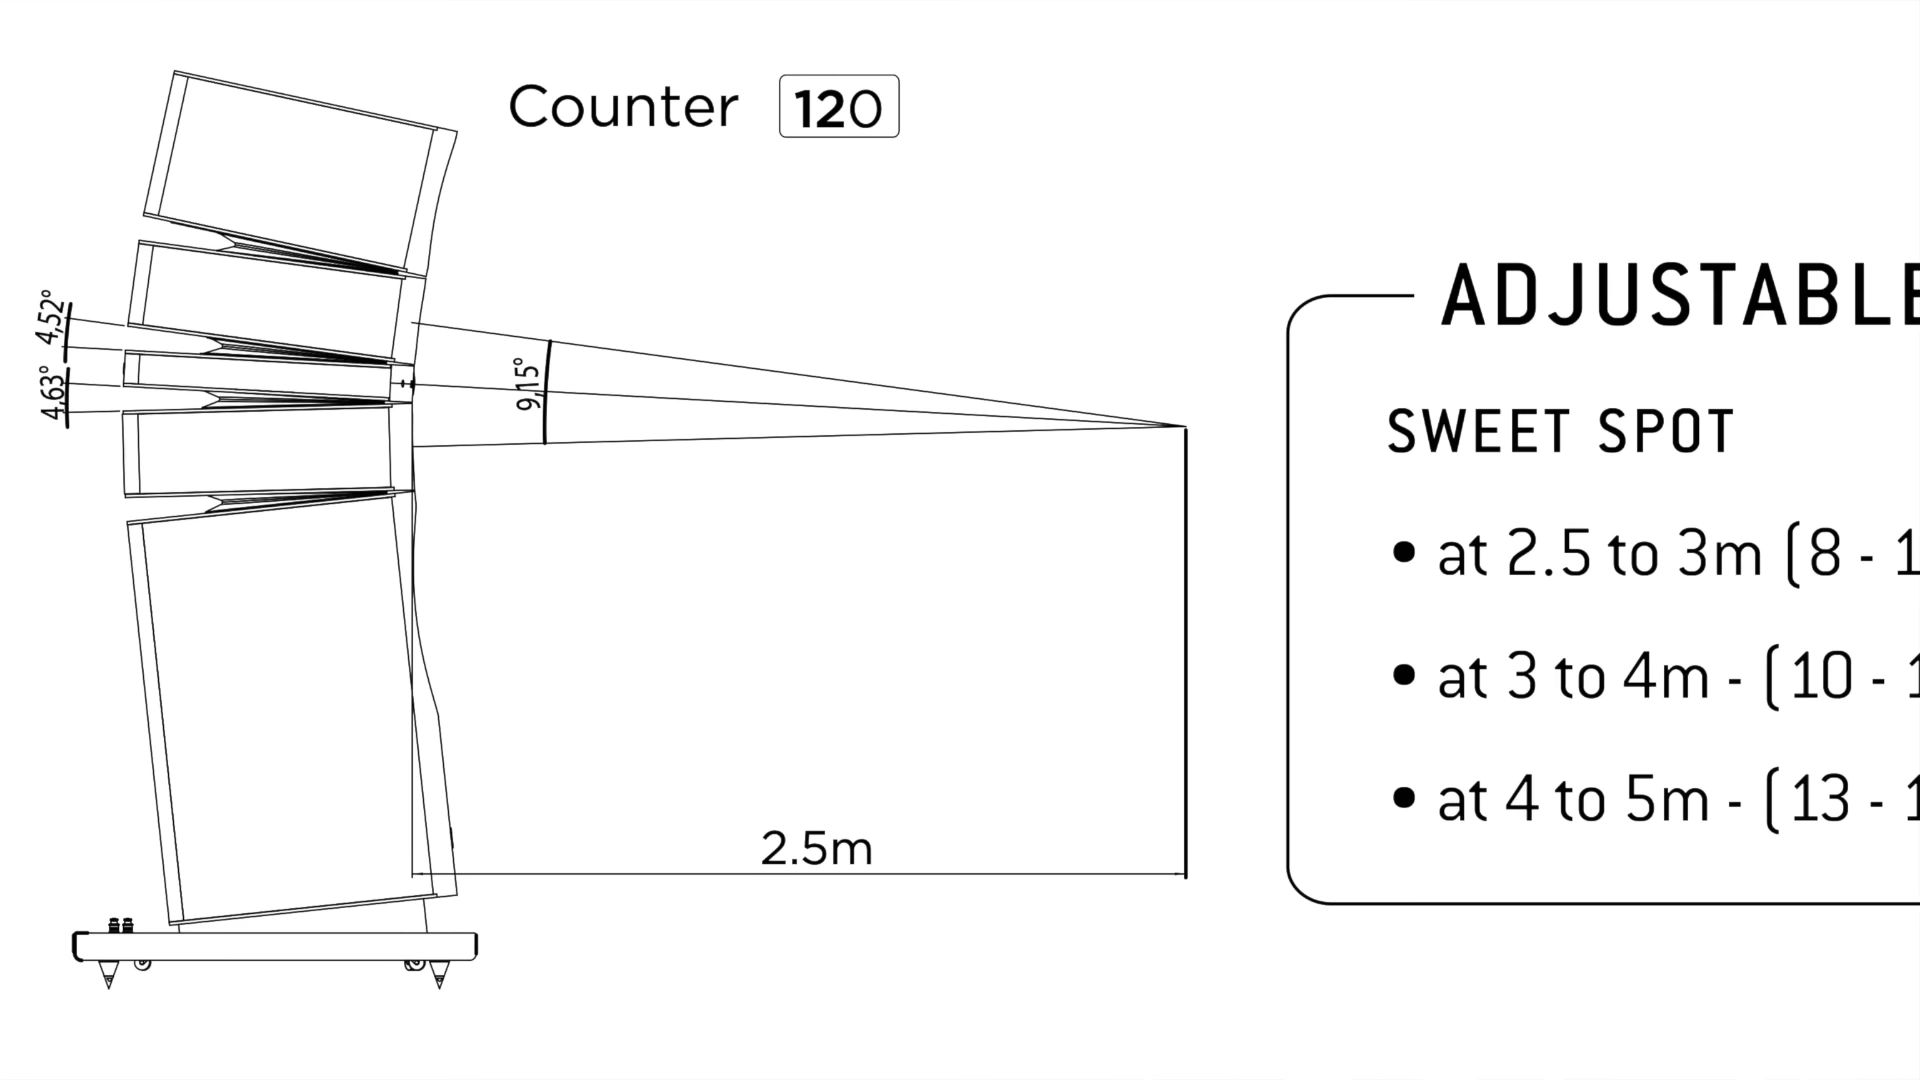 Counter 120
4,52°
4,63°
9,15°
2.5m
ADJUSTABLE
SWEET SPOT
• at 2.5 to 3m (8 - 1
• at 3 to 4m - (10 - 1
• at 4 to 5m - (13 - 1